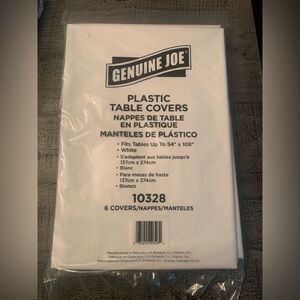 GENUINE JOE
PLASTIC
TABLE COVERS
NAPPES DE TABLE
EN PLASTIQUE
MANTELES DE PLÁSTICO
• Fits Tables Up To 54" x 108"
• White
• S'adaptent aux tables jusqu'à
137cm x 274cm
• Blanc
• Para mesas de hasta
137cm x 274cm
• Blanco
10328
6 COVERS/NAPPES/MANTELES